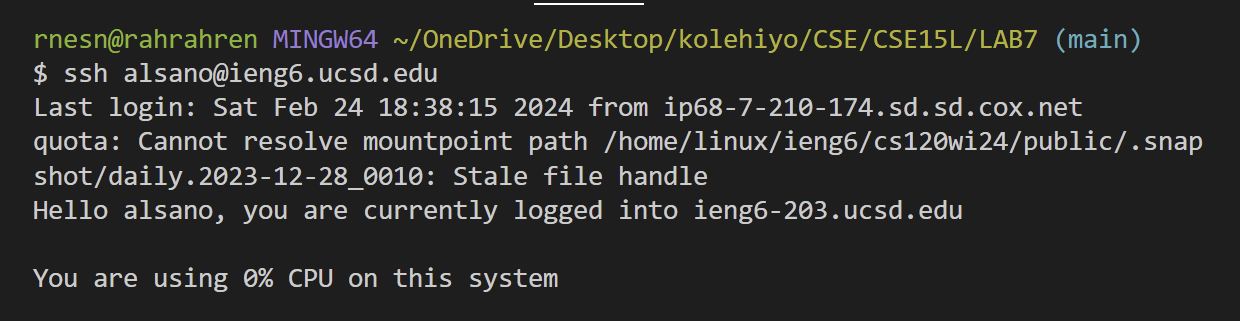 rnesn@rahrahren MINGW64 ~/OneDrive/Desktop/kolehiyo/CSE/CSE15L/LAB7 (main)
$ ssh alsano@ieng6.ucsd.edu
Last login: Sat Feb 24 18:38:15 2024 from ip68-7-210-174.sd.sd.cox.net
quota: Cannot resolve mountpoint path /home/linux/ieng6/cs120wi24/public/.snap
shot/daily.2023-12-28_0010: Stale file handle
Hello alsano, you are currently logged into ieng6-203.ucsd.edu
You are using 0% CPU on this system